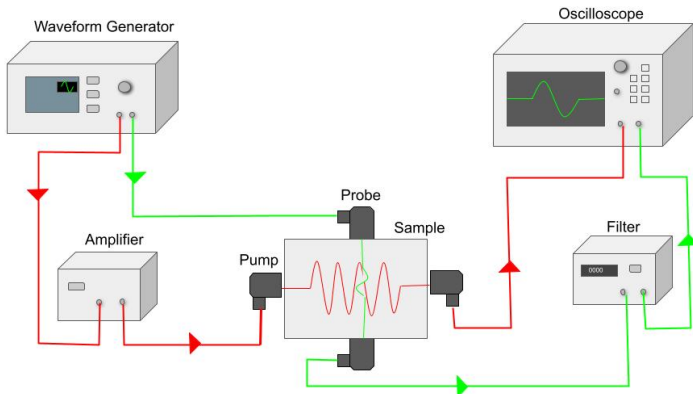 Waveform Generator
Oscilloscope
Probe
Sample
Amplifier
Pump
Filter
0000